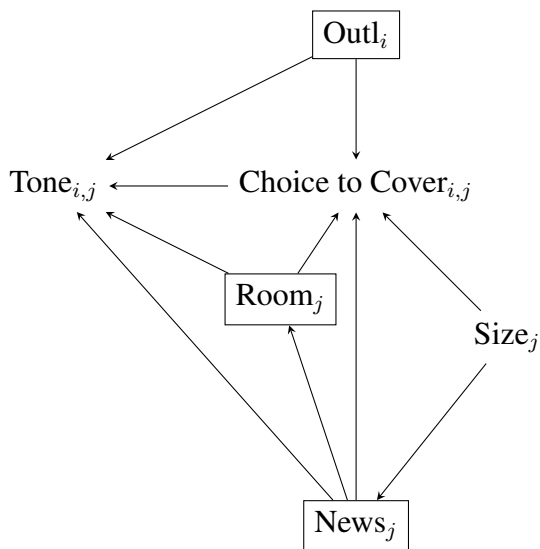 Outl_i
Tone_{i,j}
Choice to Cover_{i,j}
Room_j
Size_j
News_j